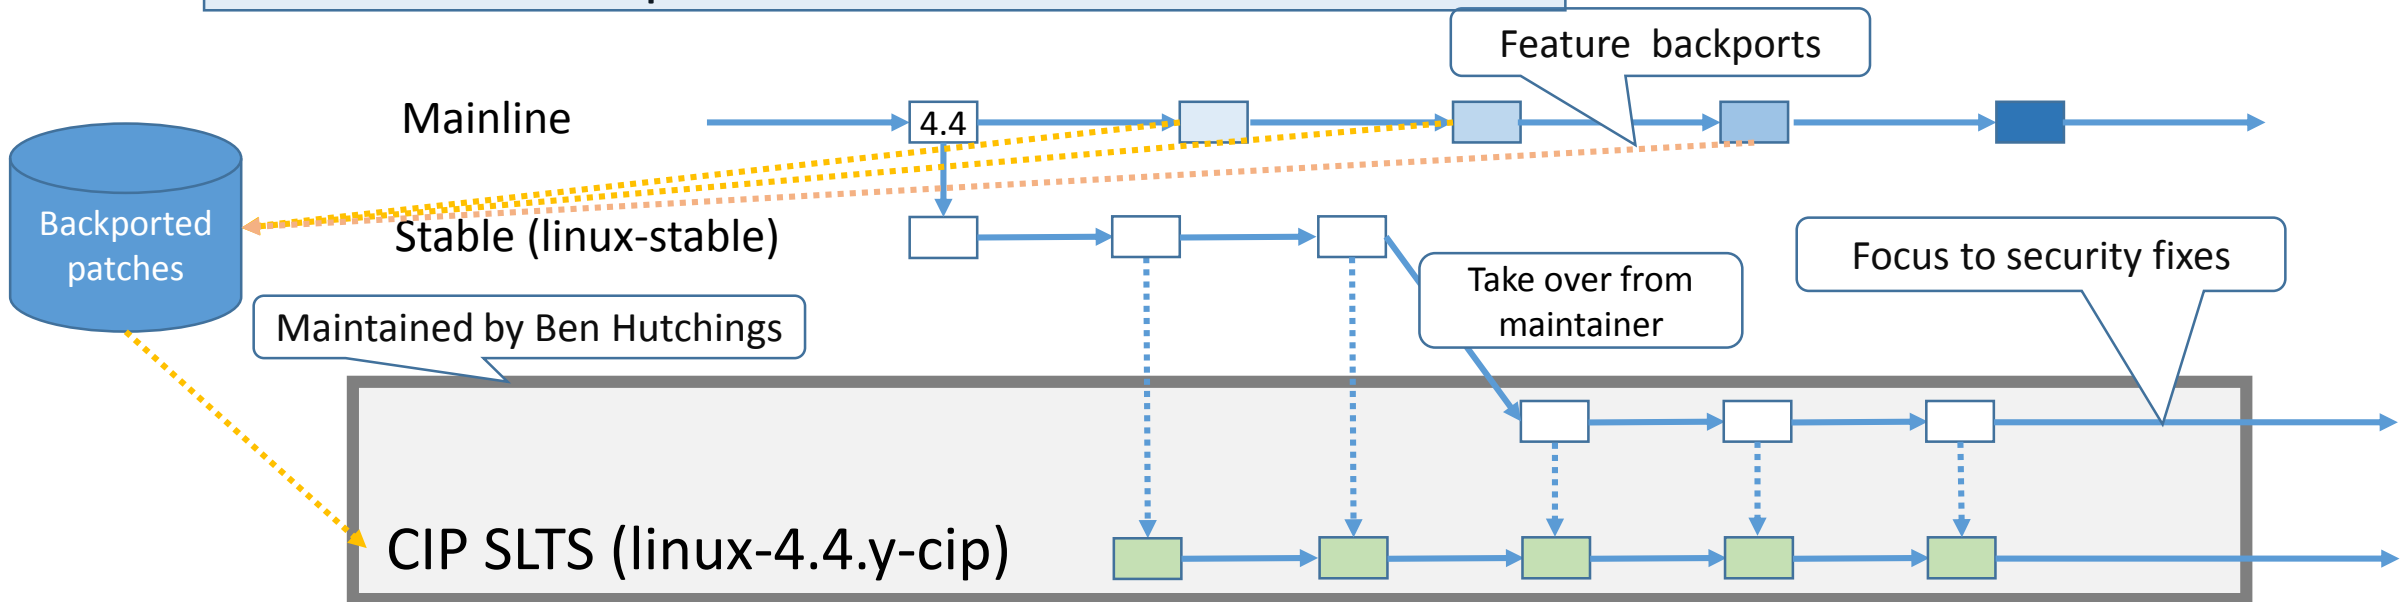 Feature backports
Mainline
4.4
Backported
patches
Stable (linux-stable)
Take over from
maintainer
Focus to security fixes
Maintained by Ben Hutchings
CIP SLTS (linux-4.4.y-cip)